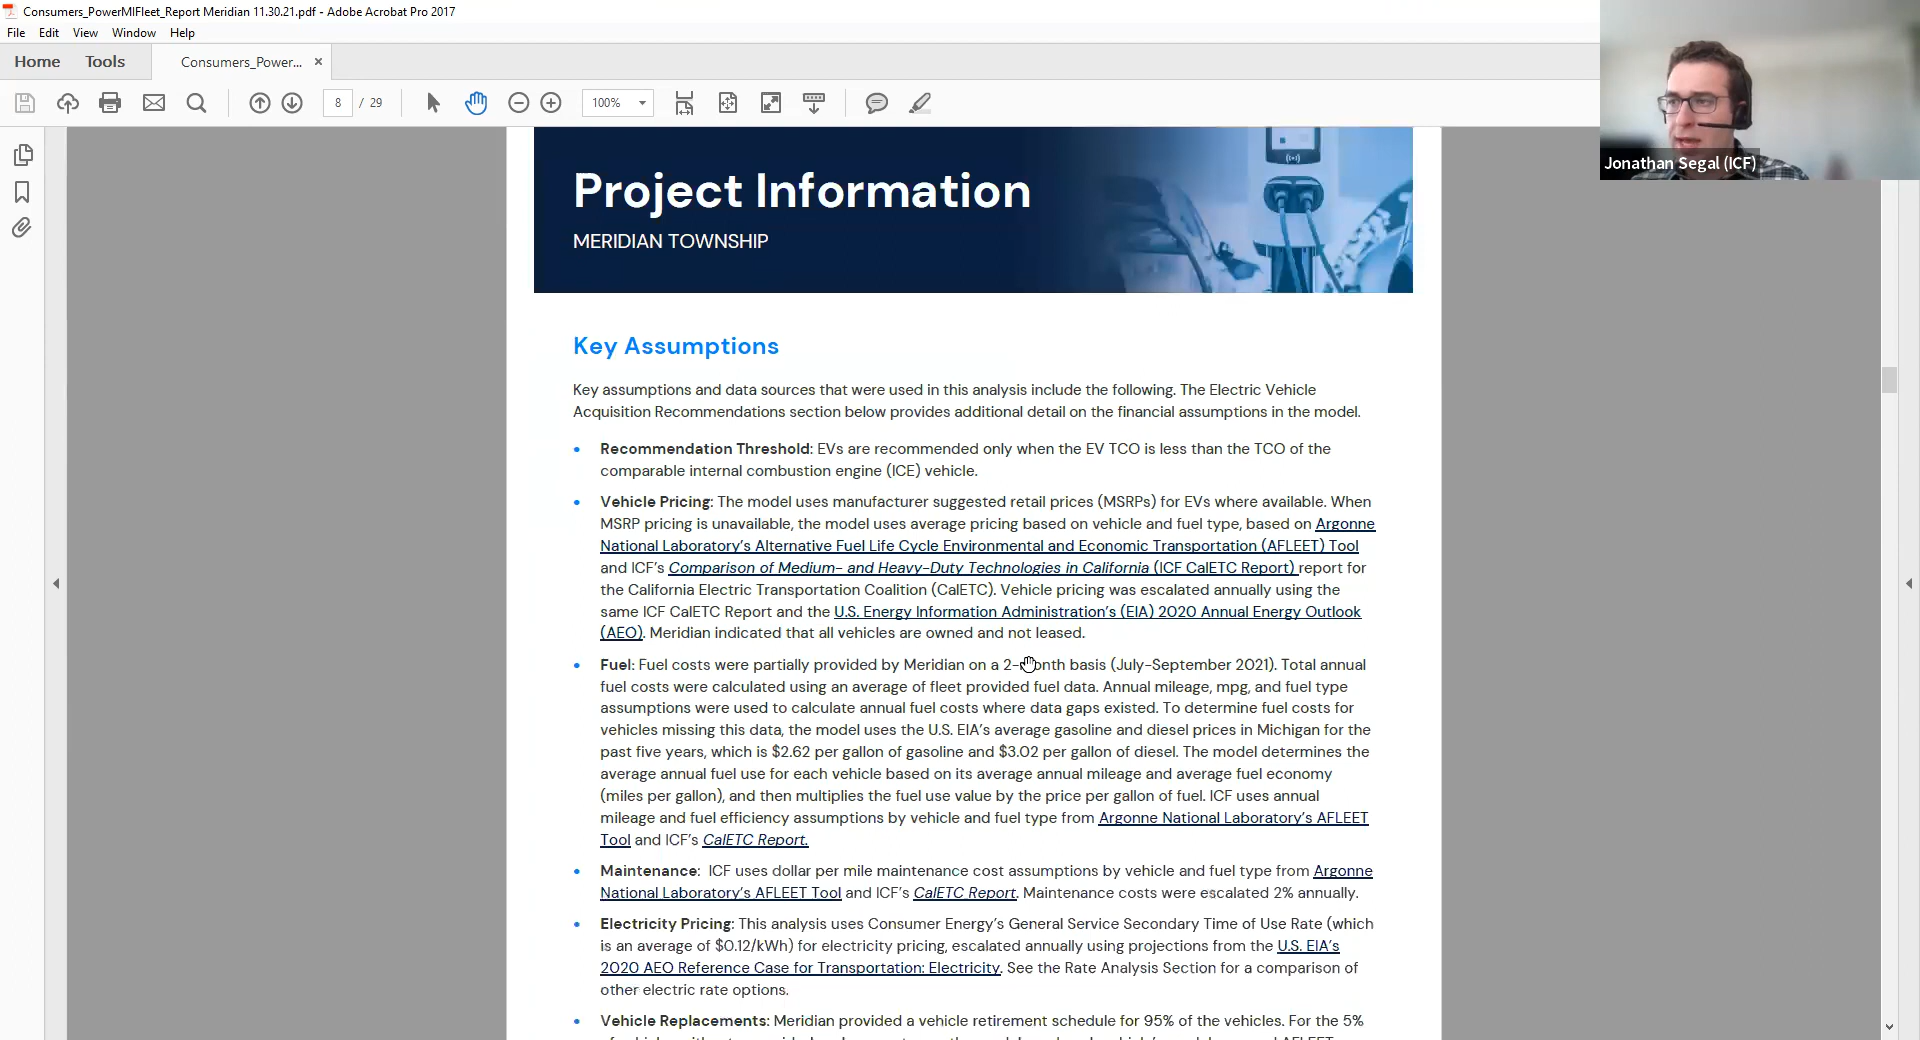 Consumers_PowerMIFleet_Report Meridian 11.30.21.pdf - Adobe Acrobat Pro 2017
File Edit View Window Help
Home Tools Consumers_Power... ×
8 / 29 100%
Jonathan Segal (ICF)
Project Information
MERIDIAN TOWNSHIP
Key Assumptions
Key assumptions and data sources that were used in this analysis include the following. The Electric Vehicle
Acquisition Recommendations section below provides additional detail on the financial assumptions in the model.
• Recommendation Threshold: EVs are recommended only when the EV TCO is less than the TCO of the
comparable internal combustion engine (ICE) vehicle.
• Vehicle Pricing: The model uses manufacturer suggested retail prices (MSRPs) for EVs where available. When
MSRP pricing is unavailable, the model uses average pricing based on vehicle and fuel type, based on Argonne
National Laboratory's Alternative Fuel Life Cycle Environmental and Economic Transportation (AFLEET) Tool
and ICF's Comparison of Medium- and Heavy-Duty Technologies in California (ICF CalETC Report) report for
the California Electric Transportation Coalition (CalETC). Vehicle pricing was escalated annually using the
same ICF CalETC Report and the U.S. Energy Information Administration's (EIA) 2020 Annual Energy Outlook
(AEO). Meridian indicated that all vehicles are owned and not leased.
• Fuel: Fuel costs were partially provided by Meridian on a 2-month basis (July-September 2021). Total annual
fuel costs were calculated using an average of fleet provided fuel data. Annual mileage, mpg, and fuel type
assumptions were used to calculate annual fuel costs where data gaps existed. To determine fuel costs for
vehicles missing this data, the model uses the U.S. EIA's average gasoline and diesel prices in Michigan for the
past five years, which is $2.62 per gallon of gasoline and $3.02 per gallon of diesel. The model determines the
average annual fuel use for each vehicle based on its average annual mileage and average fuel economy
(miles per gallon), and then multiplies the fuel use value by the price per gallon of fuel. ICF uses annual
mileage and fuel efficiency assumptions by vehicle and fuel type from Argonne National Laboratory's AFLEET
Tool and ICF's CalETC Report.
• Maintenance: ICF uses dollar per mile maintenance cost assumptions by vehicle and fuel type from Argonne
National Laboratory's AFLEET Tool and ICF's CalETC Report. Maintenance costs were escalated 2% annually.
• Electricity Pricing: This analysis uses Consumer Energy's General Service Secondary Time of Use Rate (which
is an average of $0.12/kWh) for electricity pricing, escalated annually using projections from the U.S. EIA's
2020 AEO Reference Case for Transportation: Electricity. See the Rate Analysis Section for a comparison of
other electric rate options.
• Vehicle Replacements: Meridian provided a vehicle retirement schedule for 95% of the vehicles. For the 5%